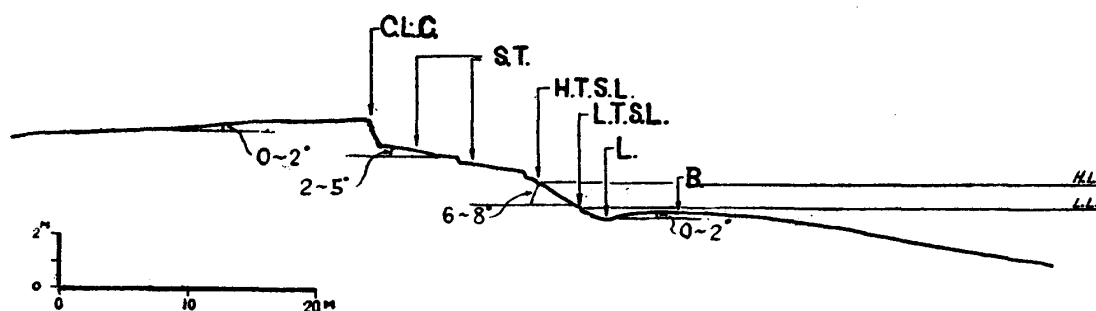 C.L.C.
S.T.
H.T.S.L.
L.T.S.L.
L.
B.
0~2°
2~5°
6~8°
0~2°
H.L.
L.L.
2M
0
0 10 20M